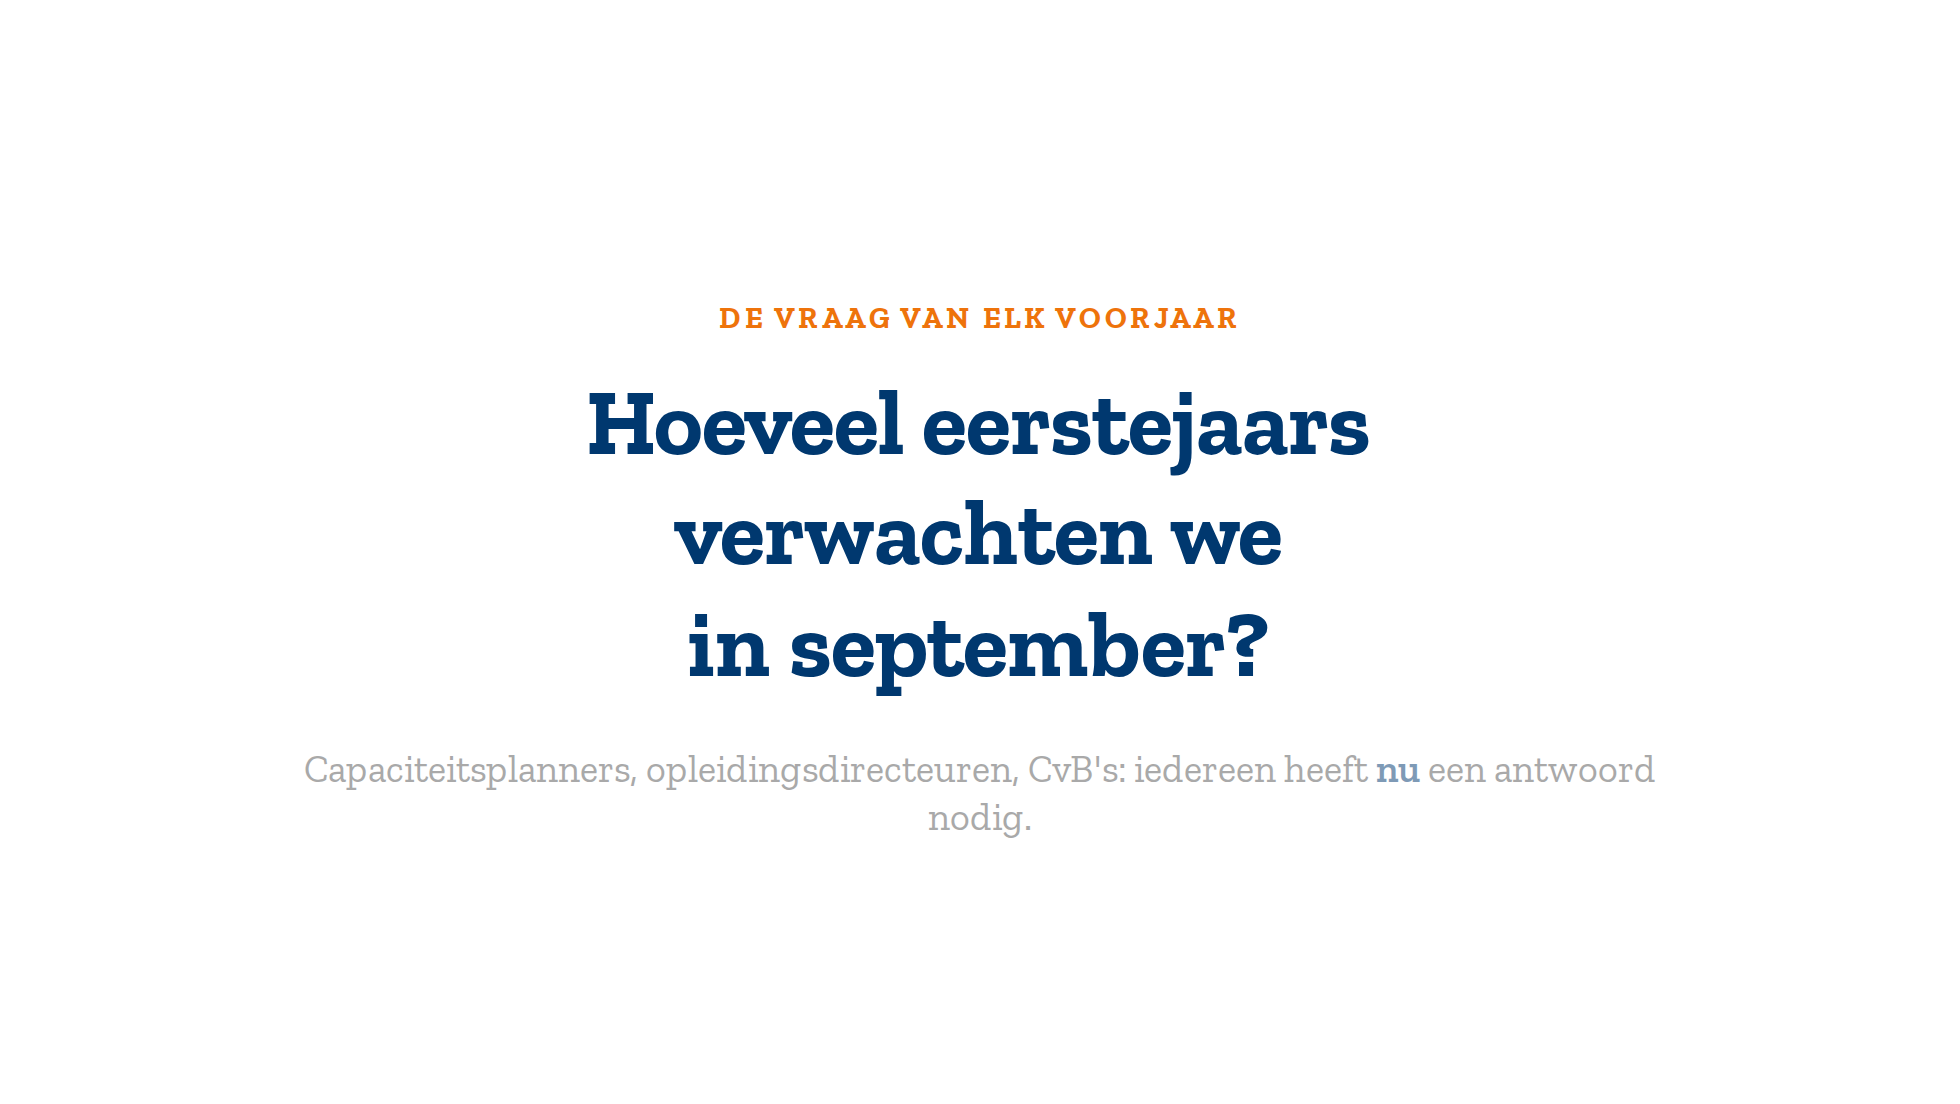 DE VRAAG VAN ELK VOORJAAR
Hoeveel eerstejaars
verwachten we
in september?
Capaciteitsplanners, opleidingsdirecteuren, CvB's: iedereen heeft nu een antwoord
nodig.